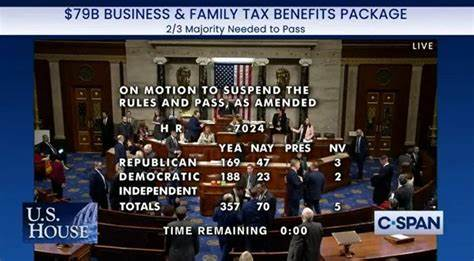 $79B BUSINESS & FAMILY TAX BENEFITS PACKAGE
2/3 Majority Needed to Pass
LIVE
ON MOTION TO SUSPEND THE
RULES AND PASS, AS AMENDED
H R 7024
YEA NAY PRES NV
REPUBLICAN 169 47 3
DEMOCRATIC 188 23 2
INDEPENDENT
TOTALS 357 70 5
TIME REMAINING 0:00
U.S.
HOUSE
C-SPAN